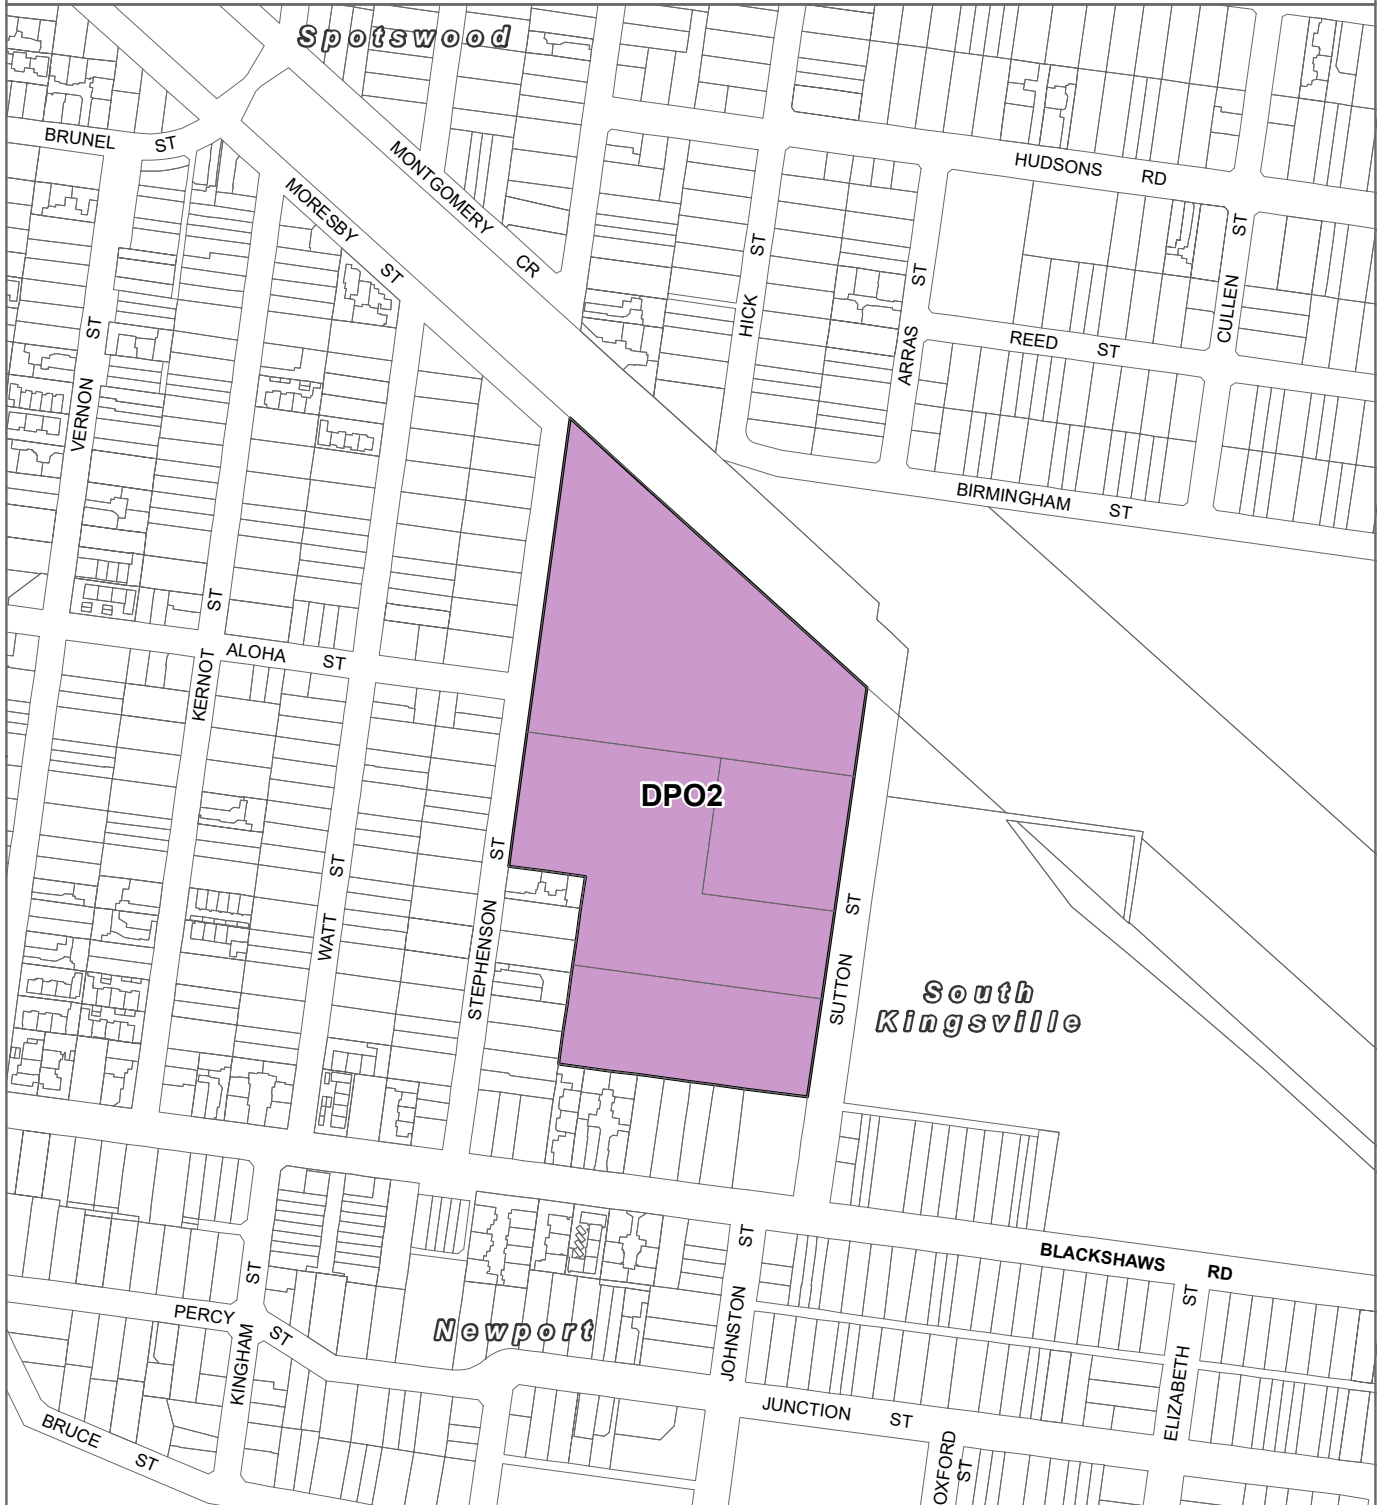 Spotswood
BRUNEL ST
MONTGOMERY CR
MORESBY ST
HUDSONS RD
HICK ST
ARRAS ST
CULLEN ST
REED ST
VERNON ST
BIRMINGHAM ST
KERNOT ST
ALOHA ST
DPO2
WATT ST
STEPHENSON ST
SUTTON ST
South
Kingsville
BLACKSHAWS RD
PERCY ST
KINGHAM ST
Newport
JOHNSTON ST
ELIZABETH ST
JUNCTION ST
BRUCE ST
OXFORD ST